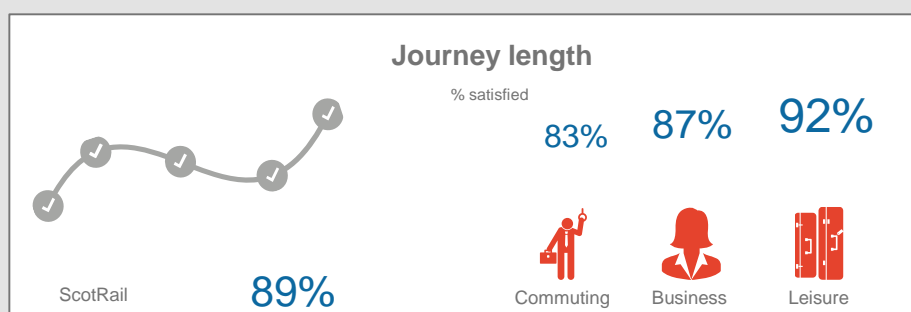 Journey length
% satisfied
83%
87%
92%
Commuting
Business
Leisure
ScotRail
89%